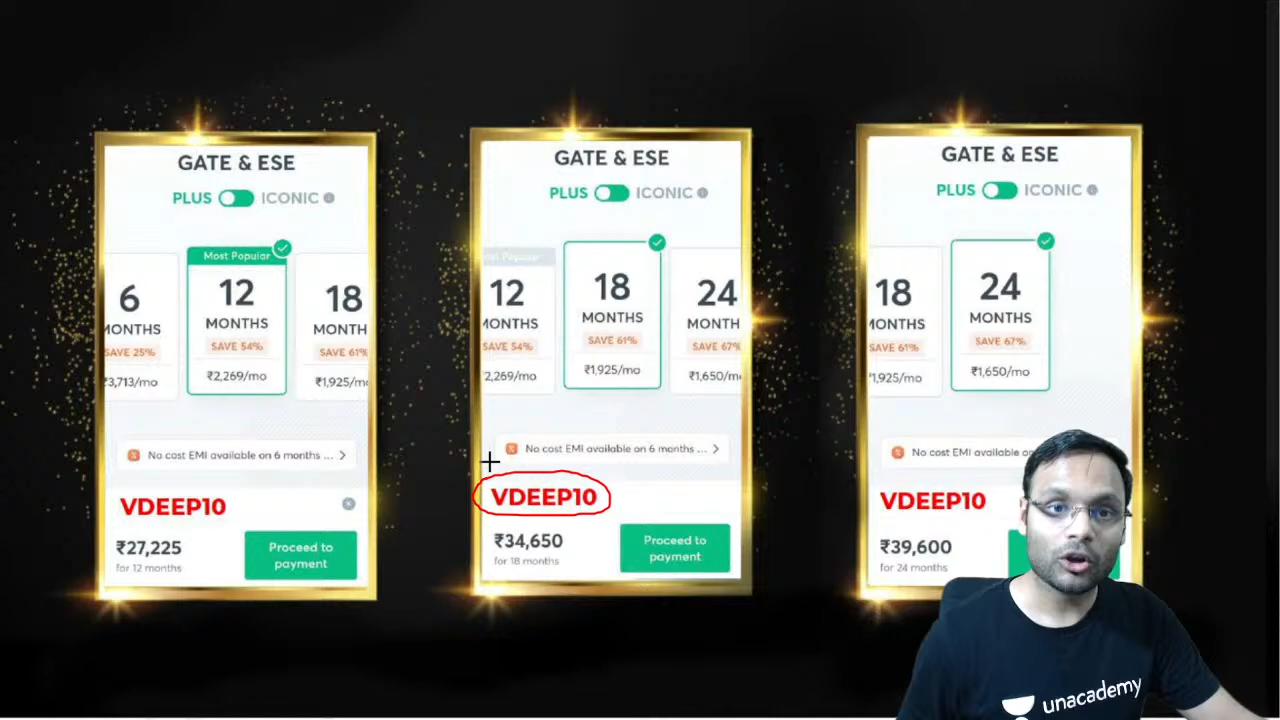 GATE & ESE
PLUS ICONIC
Most Popular
6
MONTHS
SAVE 25%
₹3,713/mo
12
MONTHS
SAVE 54%
₹2,269/mo
18
MONTH
SAVE 61%
₹1,925/mo
No cost EMI available on 6 months ...
VDEEP10
₹27,225
for 12 months
Proceed to
payment
GATE & ESE
PLUS ICONIC
12
MONTHS
SAVE 54%
2,269/mo
18
MONTHS
SAVE 61%
₹1,925/mo
24
MONTHS
SAVE 67%
₹1,650/mo
No cost EMI available on 6 months ...
VDEEP10
₹34,650
for 18 months
Proceed to
payment
GATE & ESE
PLUS ICONIC
18
MONTHS
SAVE 61%
₹1,925/mo
24
MONTHS
SAVE 67%
₹1,650/mo
No cost EMI available on
VDEEP10
₹39,600
for 24 months
unacademy